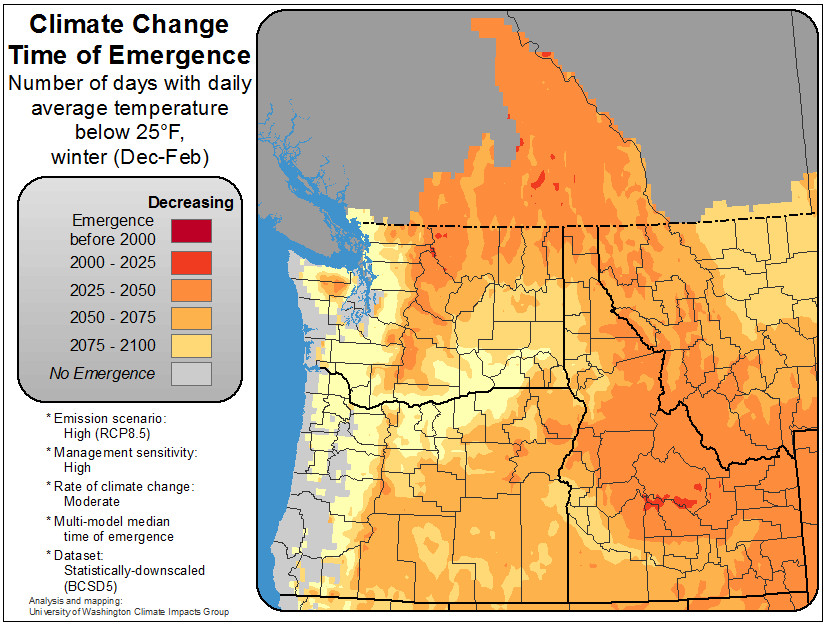 Climate Change
Time of Emergence
Number of days with daily
average temperature
below 25°F,
winter (Dec-Feb)
Decreasing
Emergence
before 2000
2000 - 2025
2025 - 2050
2050 - 2075
2075 - 2100
No Emergence
* Emission scenario:
High (RCP8.5)
* Management sensitivity:
High
* Rate of climate change:
Moderate
* Multi-model median
time of emergence
* Dataset:
Statistically-downscaled
(BCSD5)
Analysis and mapping:
University of Washington Climate Impacts Group